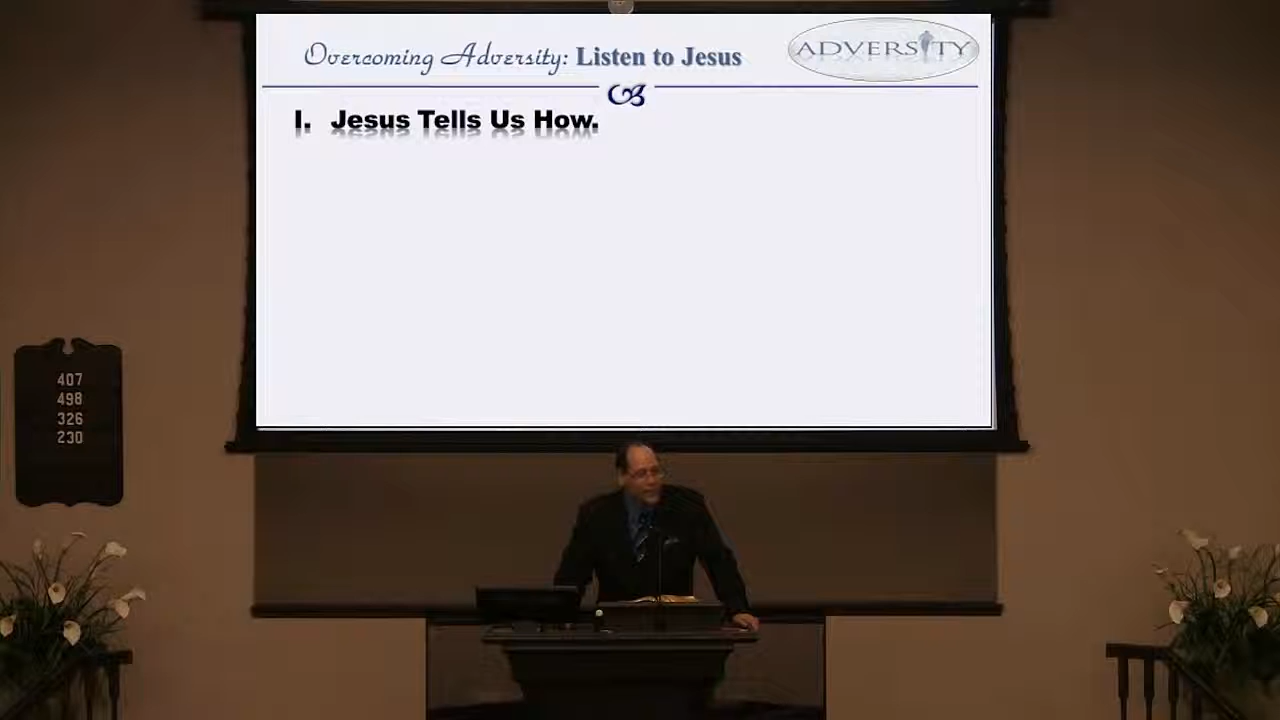 Overcoming Adversity: Listen to Jesus
ADVERSITY
I. Jesus Tells Us How.
407
498
326
230